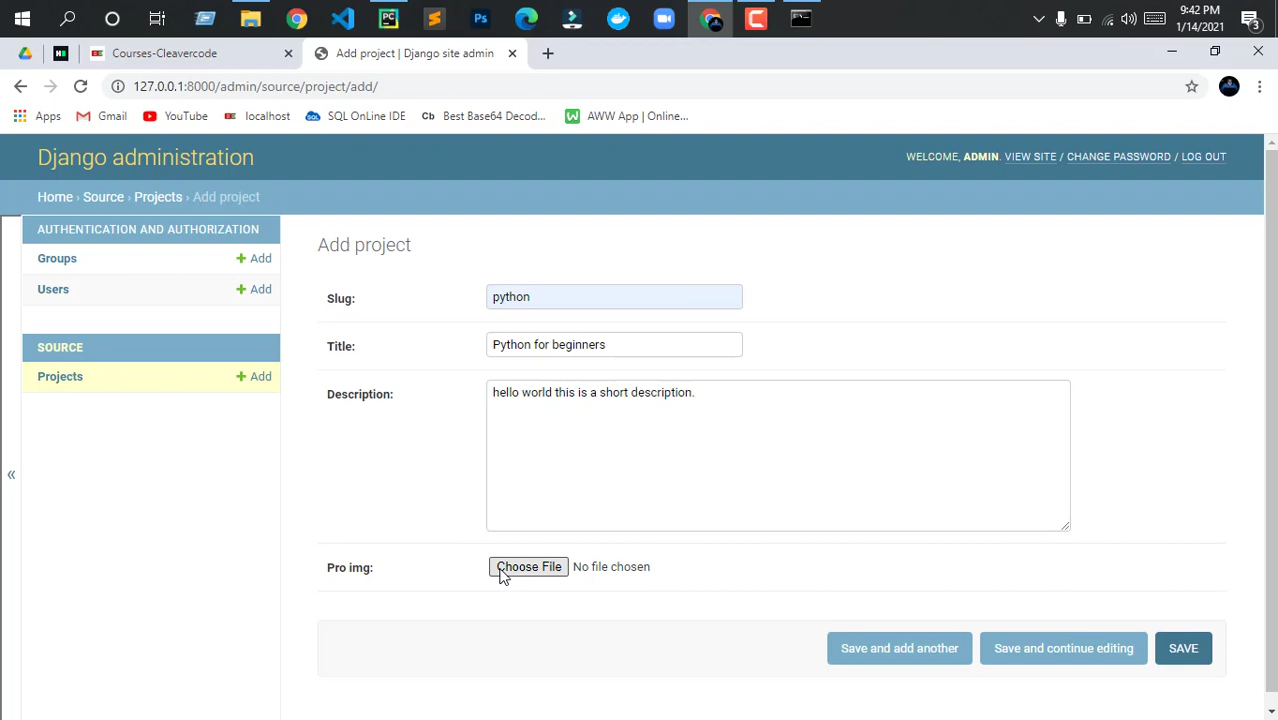 9:42 PM
1/14/2021
3
Courses-Cleavercode
Add project | Django site admin
127.0.0.1:8000/admin/source/project/add/
Apps
Gmail
YouTube
localhost
SQL OnLine IDE
Cb Best Base64 Decod...
AWW App | Online...
Django administration
WELCOME, ADMIN. VIEW SITE / CHANGE PASSWORD / LOG OUT
Home › Source › Projects › Add project
AUTHENTICATION AND AUTHORIZATION
Groups + Add
Users + Add
SOURCE
Projects + Add
«
Add project
Slug: python
Title: Python for beginners
Description: hello world this is a short description.
Pro img: Choose File No file chosen
Save and add another
Save and continue editing
SAVE